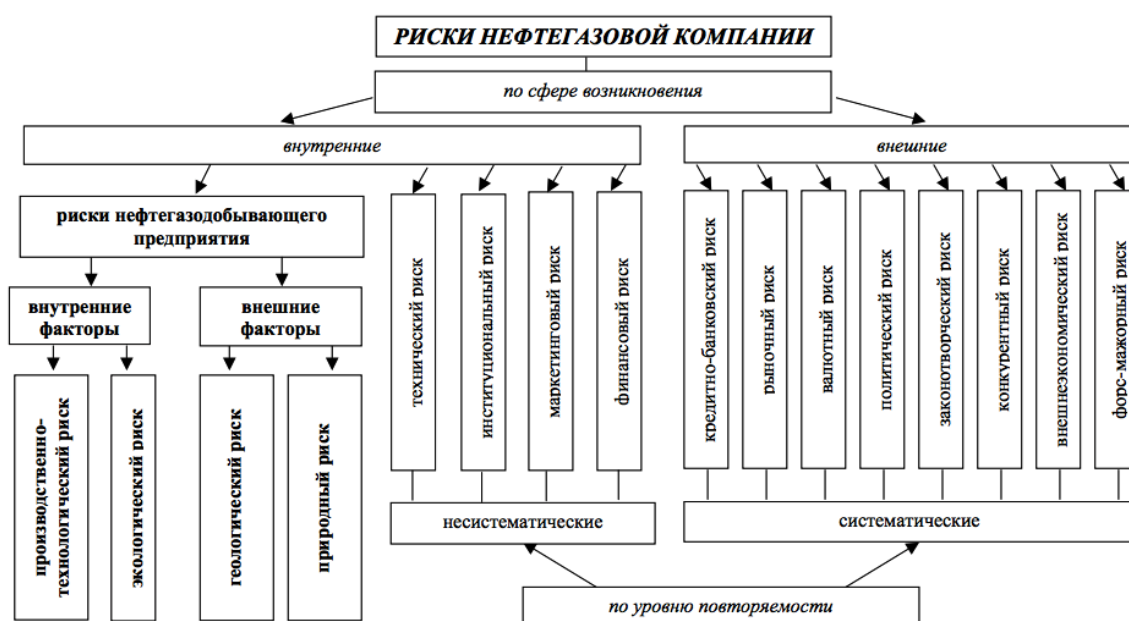 РИСКИ НЕФТЕГАЗОВОЙ КОМПАНИИ
по сфере возникновения
внутренние
внешние
риски нефтегазодобывающего
предприятия
внутренние
факторы
внешние
факторы
производственно-
технологический риск
экологический риск
геологический риск
природный риск
технический риск
институциональный риск
маркетинговый риск
финансовый риск
кредитно-банковский риск
рыночный риск
валютный риск
политический риск
законотворческий риск
конкурентный риск
внешнеэкономический риск
форс-мажорный риск
несистематические
систематические
по уровню повторяемости